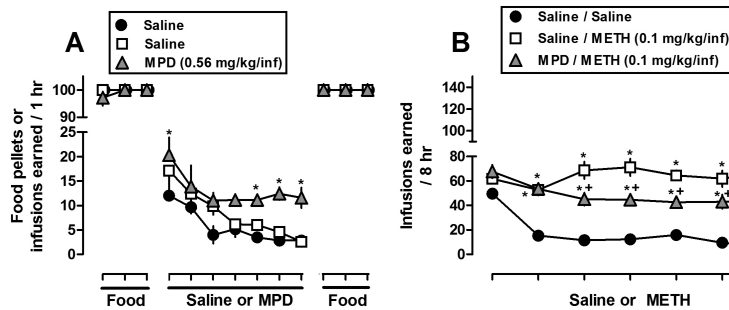 A
Saline
Saline
MPD (0.56 mg/kg/inf)
Food pellets or
infusions earned / 1 hr
100
90
25
20
15
10
5
0
*
* * *
Food
Saline or MPD
Food
B
Saline / Saline
Saline / METH (0.1 mg/kg/inf)
MPD / METH (0.1 mg/kg/inf)
Infusions earned
/ 8 hr
140
120
100
80
60
40
20
0
* * * * * *
* *+ *+ *+ *+
Saline or METH